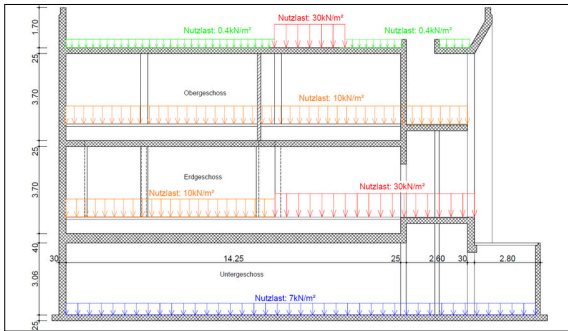 Nutzlast: 30kN/m²
Nutzlast: 0.4kN/m²
Nutzlast: 0.4kN/m²
1.70
25
Obergeschoss
3.70
Nutzlast: 10kN/m²
25
Erdgeschoss
3.70
Nutzlast: 10kN/m²
Nutzlast: 30kN/m²
40
30
14.25
25
2.60
30
2.80
3.06
Untergeschoss
Nutzlast: 7kN/m²
25